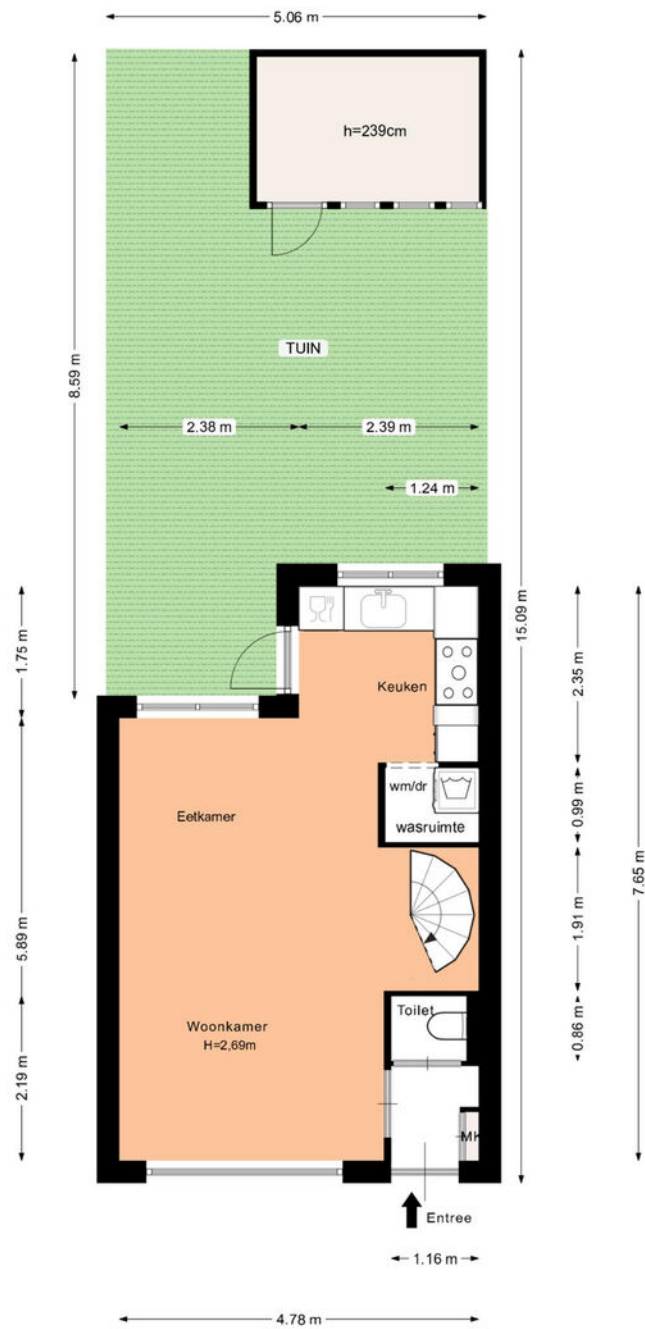 5.06 m
h=239cm
TUIN
8.59 m
2.38 m
2.39 m
1.24 m
15.09 m
1.75 m
2.35 m
Keuken
wm/dr
wasruimte
0.99 m
Eetkamer
7.65 m
5.89 m
1.91 m
Toilet
0.86 m
Woonkamer
H=2,69m
2.19 m
MK
Entree
1.16 m
4.78 m